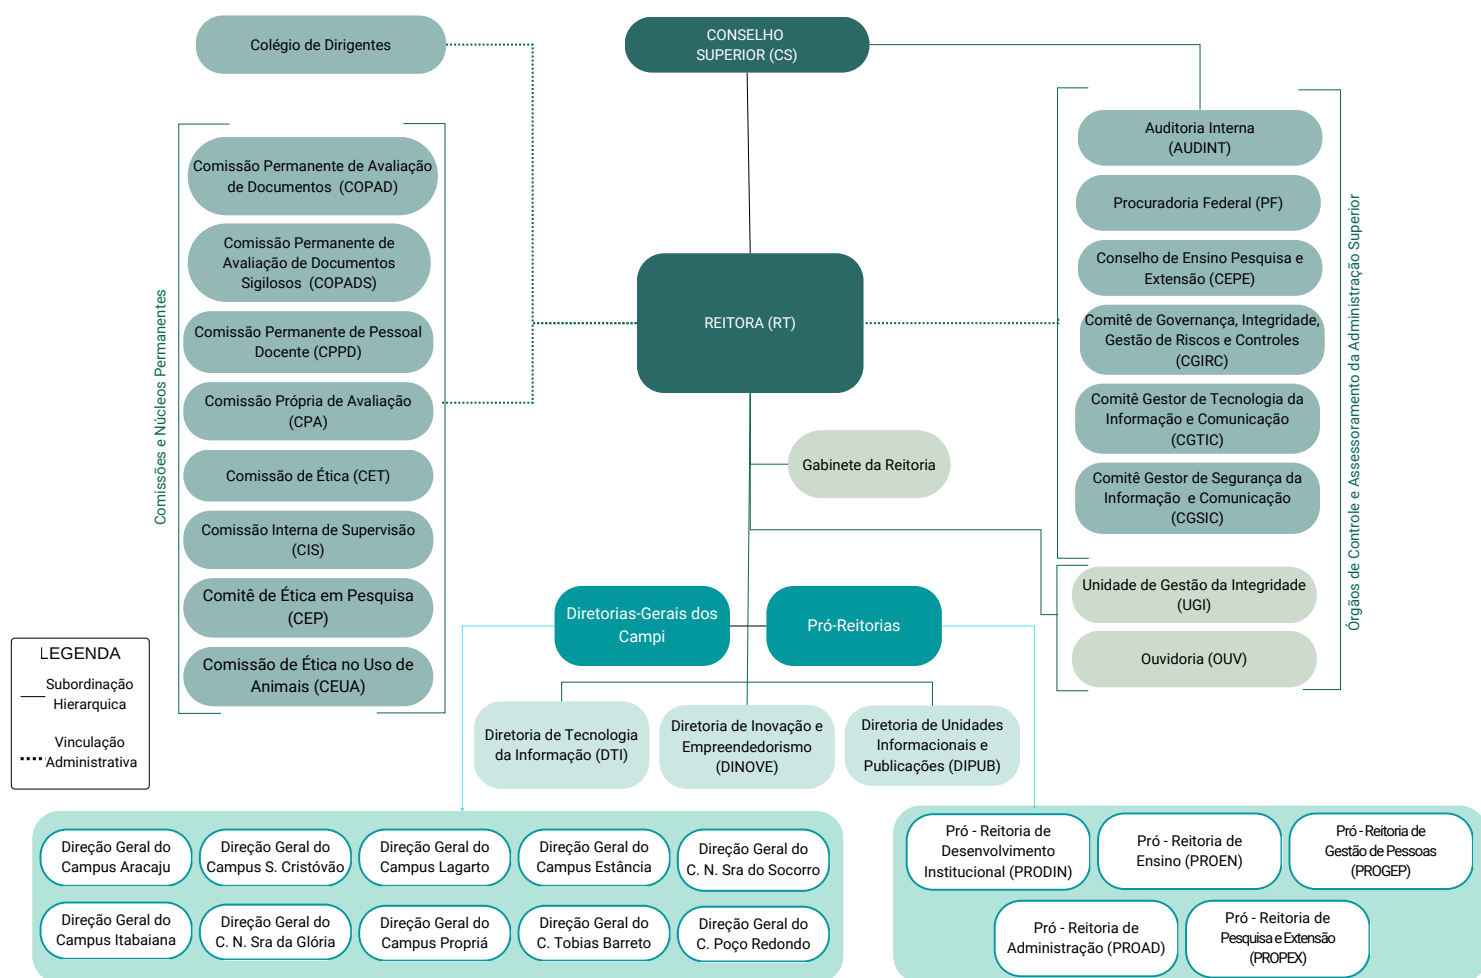 Colégio de Dirigentes
CONSELHO
SUPERIOR (CS)
Comissões e Núcleos Permanentes
Comissão Permanente de Avaliação
de Documentos (COPAD)
Comissão Permanente de
Avaliação de Documentos
Sigilosos (COPADS)
Comissão Permanente de Pessoal
Docente (CPPD)
Comissão Própria de Avaliação
(CPA)
Comissão de Ética (CET)
Comissão Interna de Supervisão
(CIS)
Comitê de Ética em Pesquisa
(CEP)
Comissão de Ética no Uso de
Animais (CEUA)
REITORA (RT)
Gabinete da Reitoria
Auditoria Interna
(AUDINT)
Procuradoria Federal (PF)
Conselho de Ensino Pesquisa e
Extensão (CEPE)
Comitê de Governança, Integridade,
Gestão de Riscos e Controles
(CGIRC)
Comitê Gestor de Tecnologia da
Informação e Comunicação
(CGTIC)
Comitê Gestor de Segurança da
Informação e Comunicação
(CGSIC)
Unidade de Gestão da Integridade
(UGI)
Ouvidoria (OUV)
Órgãos de Controle e Assessoramento da Administração Superior
Diretorias-Gerais dos
Campi
Pró-Reitorias
LEGENDA
Subordinação
Hierarquica
Vinculação
Administrativa
Diretoria de Tecnologia
da Informação (DTI)
Diretoria de Inovação e
Empreendedorismo
(DINOVE)
Diretoria de Unidades
Informacionais e
Publicações (DIPUB)
Direção Geral do
Campus Aracaju
Direção Geral do
Campus S. Cristóvão
Direção Geral do
Campus Lagarto
Direção Geral do
Campus Estância
Direção Geral do
C. N. Sra do Socorro
Direção Geral do
Campus Itabaiana
Direção Geral do
C. N. Sra da Glória
Direção Geral do
Campus Propriá
Direção Geral do
C. Tobias Barreto
Direção Geral do
C. Poço Redondo
Pró - Reitoria de
Desenvolvimento
Institucional (PRODIN)
Pró - Reitoria de
Ensino (PROEN)
Pró - Reitoria de
Gestão de Pessoas
(PROGEP)
Pró - Reitoria de
Administração (PROAD)
Pró - Reitoria de
Pesquisa e Extensão
(PROPEX)